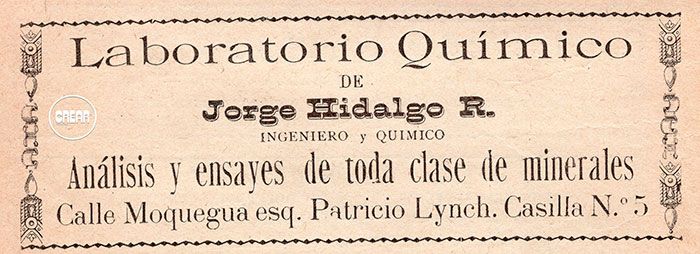 Laboratorio Químico
DE
Jorge Hidalgo R.
INGENIERO y QUIMICO
Análisis y ensayes de toda clase de minerales
Calle Moquegua esq. Patricio Lynch. Casilla N.º 5
CREAR